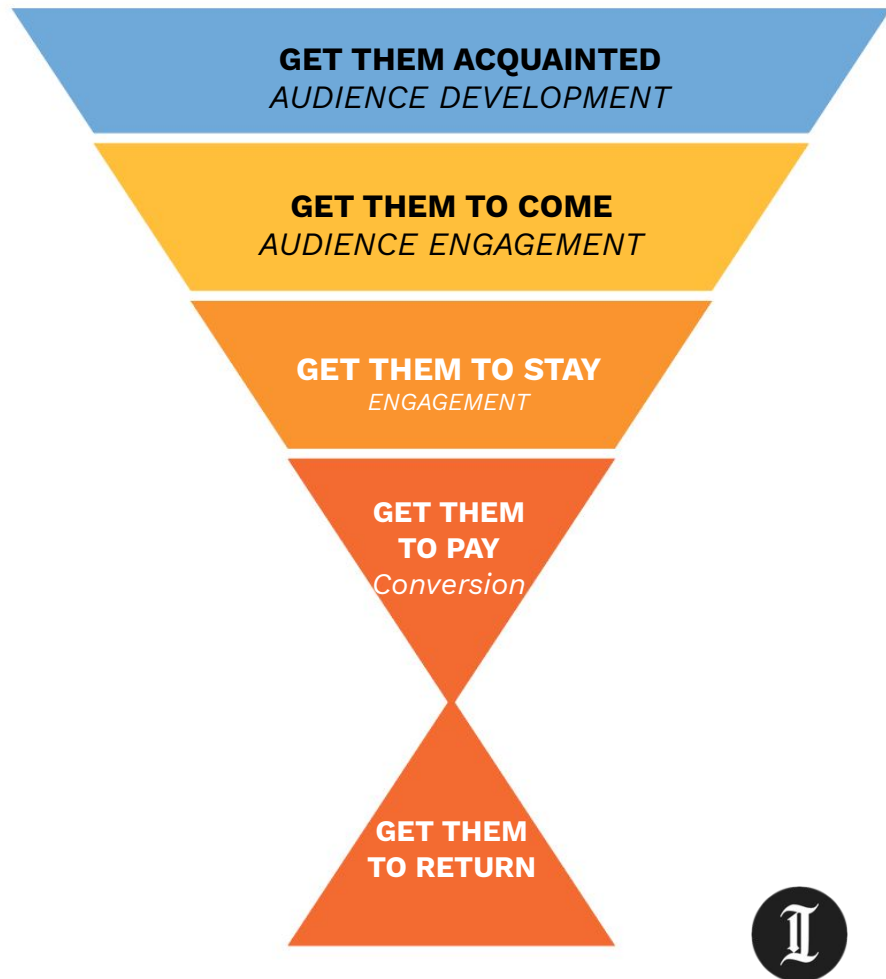 GET THEM ACQUAINTED
AUDIENCE DEVELOPMENT
GET THEM TO COME
AUDIENCE ENGAGEMENT
GET THEM TO STAY
ENGAGEMENT
GET THEM
TO PAY
Conversion
GET THEM
TO RETURN
I